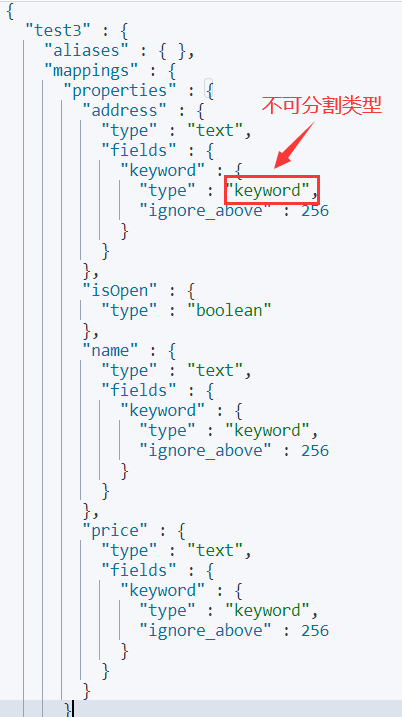 {
"test3" : {
"aliases" : { },
"mappings" : {
"properties" : {
不可分割类型
"address" : {
"type" : "text",
"fields" : {
"keyword" : {
"type" : "keyword",
"ignore_above" : 256
}
}
},
"isOpen" : {
"type" : "boolean"
},
"name" : {
"type" : "text",
"fields" : {
"keyword" : {
"type" : "keyword",
"ignore_above" : 256
}
}
},
"price" : {
"type" : "text",
"fields" : {
"keyword" : {
"type" : "keyword",
"ignore_above" : 256
}
}
}
}